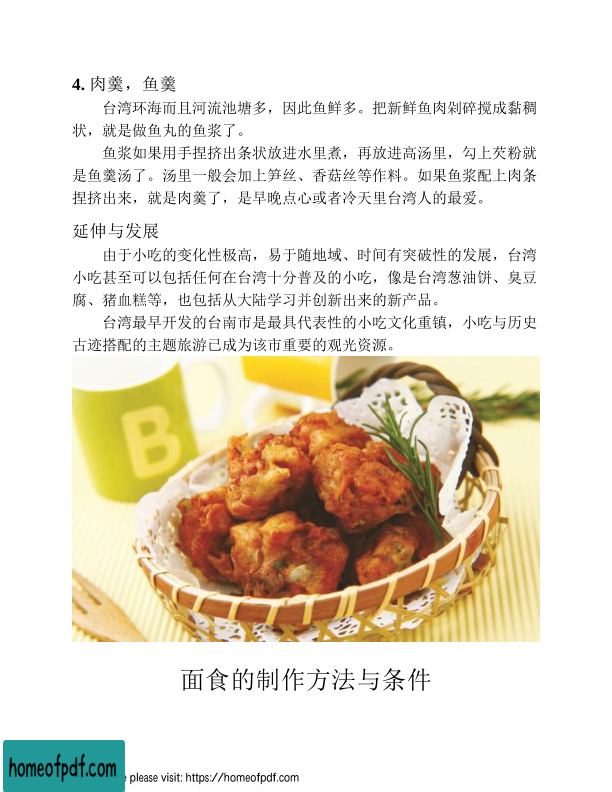 4. 肉羹，鱼羹
台湾环海而且河流池塘多，因此鱼鲜多。把新鲜鱼肉剁碎搅成黏稠
状，就是做鱼丸的鱼浆了。
鱼浆如果用手捏挤出条状放进水里煮，再放进高汤里，勾上芡粉就
是鱼羹汤了。汤里一般会加上笋丝、香菇丝等作料。如果鱼浆配上肉条
捏挤出来，就是肉羹了，是早晚点心或者冷天里台湾人的最爱。
延伸与发展
由于小吃的变化性极高，易于随地域、时间有突破性的发展，台湾
小吃甚至可以包括任何在台湾十分普及的小吃，像是台湾葱油饼、臭豆
腐、猪血糕等，也包括从大陆学习并创新出来的新产品。
台湾最早开发的台南市是最具代表性的小吃文化重镇，小吃与历史
古迹搭配的主题旅游已成为该市重要的观光资源。
B
面食的制作方法与条件
homeofpdf.com
e please visit: https://homeofpdf.com